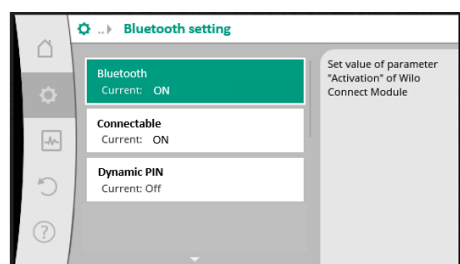 ..▸ Bluetooth setting
Bluetooth
Current: ON
Connectable
Current: ON
Dynamic PIN
Current: Off
Set value of parameter
"Activation" of Wilo
Connect Module